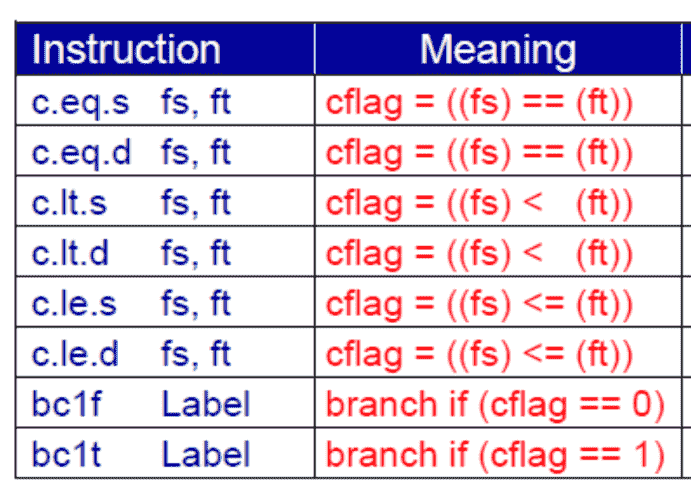 Instruction Meaning
c.eq.s fs, ft cflag = ((fs) == (ft))
c.eq.d fs, ft cflag = ((fs) == (ft))
c.lt.s fs, ft cflag = ((fs) < (ft))
c.lt.d fs, ft cflag = ((fs) < (ft))
c.le.s fs, ft cflag = ((fs) <= (ft))
c.le.d fs, ft cflag = ((fs) <= (ft))
bc1f Label branch if (cflag == 0)
bc1t Label branch if (cflag == 1)